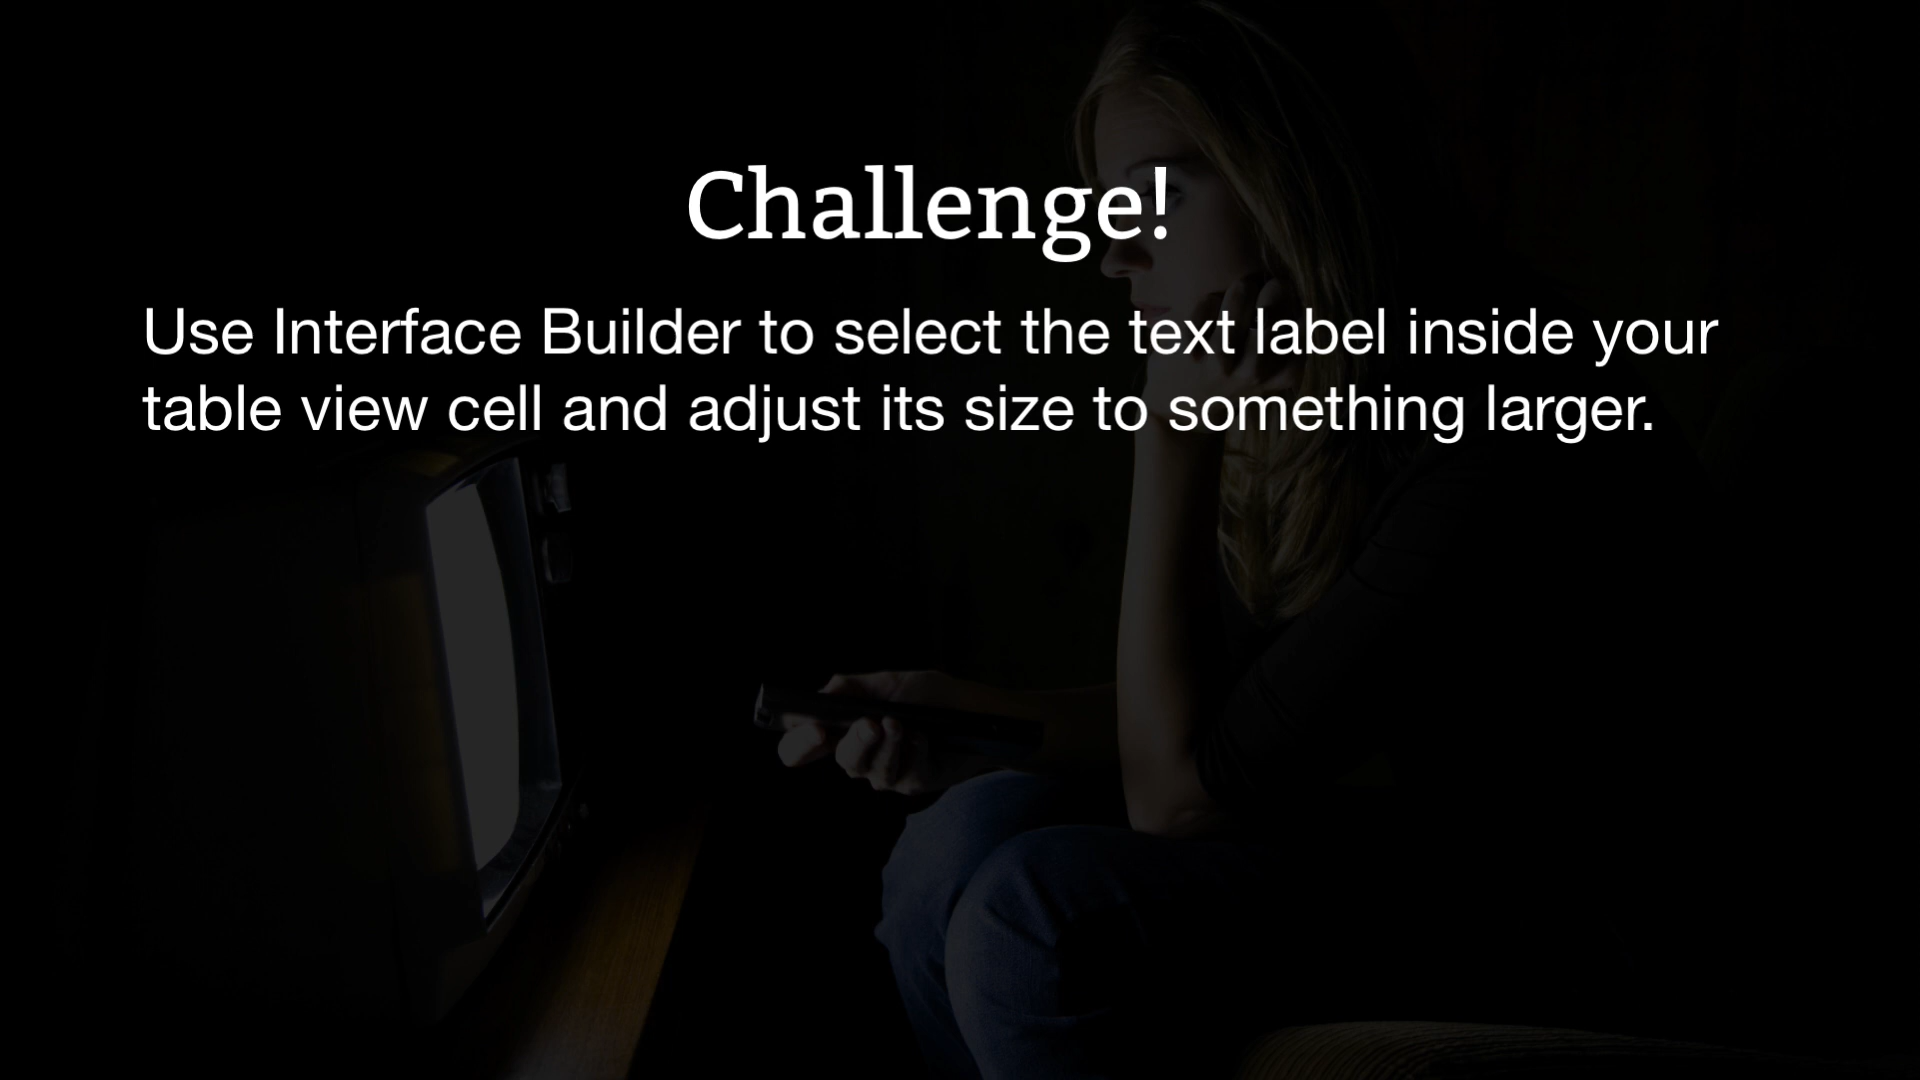 Challenge!
Use Interface Builder to select the text label inside your
table view cell and adjust its size to something larger.